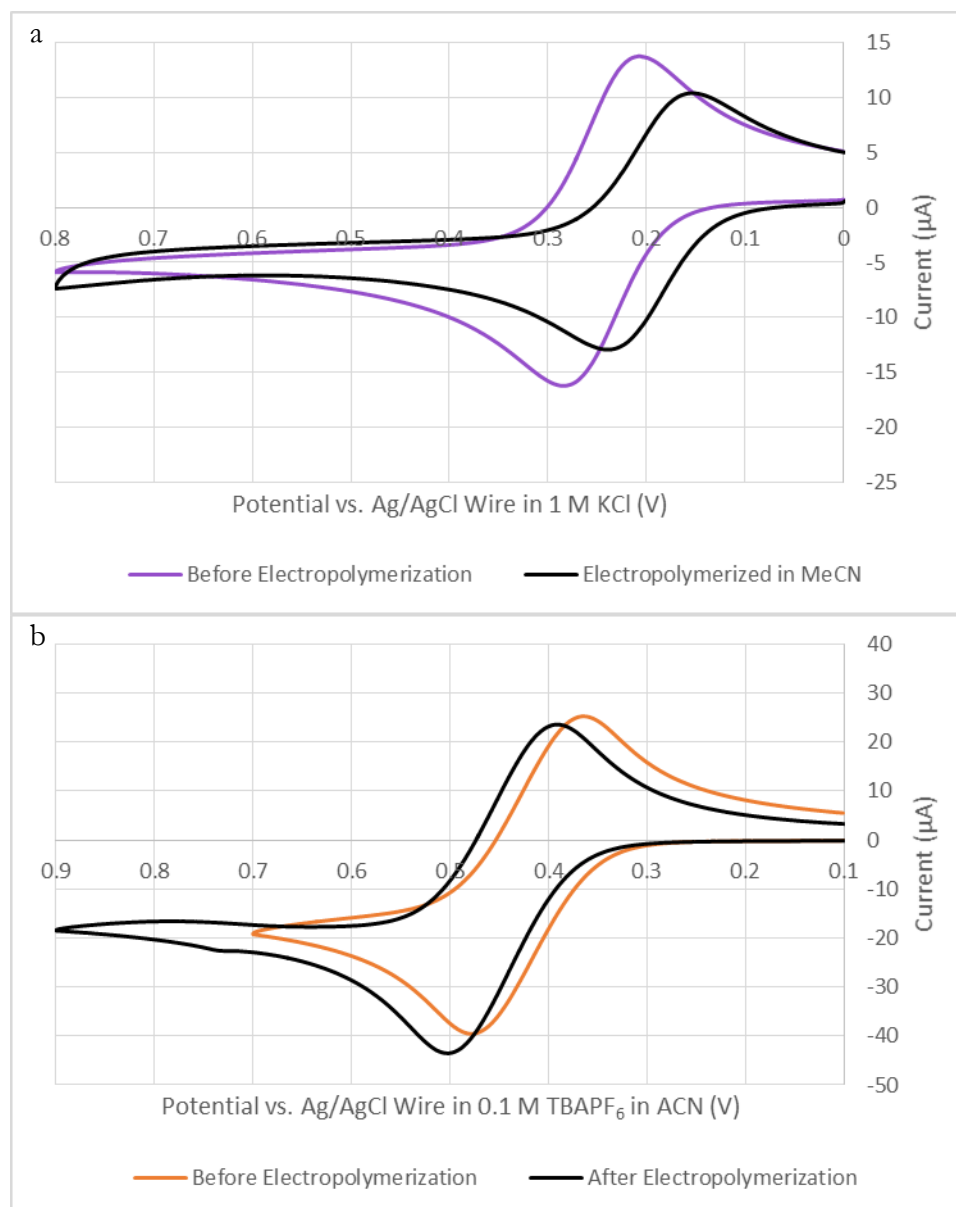 a
15
10
5
0
0.8 0.7 0.6 0.5 0.4 0.3 0.2 0.1 0
-5
-10
-15
-20
-25
Current (µA)
Potential vs. Ag/AgCl Wire in 1 M KCl (V)
Before Electropolymerization Electropolymerized in MeCN
b
40
30
20
10
0
0.9 0.8 0.7 0.6 0.5 0.4 0.3 0.2 0.1
-10
-20
-30
-40
-50
Current (µA)
Potential vs. Ag/AgCl Wire in 0.1 M TBAPF₆ in ACN (V)
Before Electropolymerization After Electropolymerization